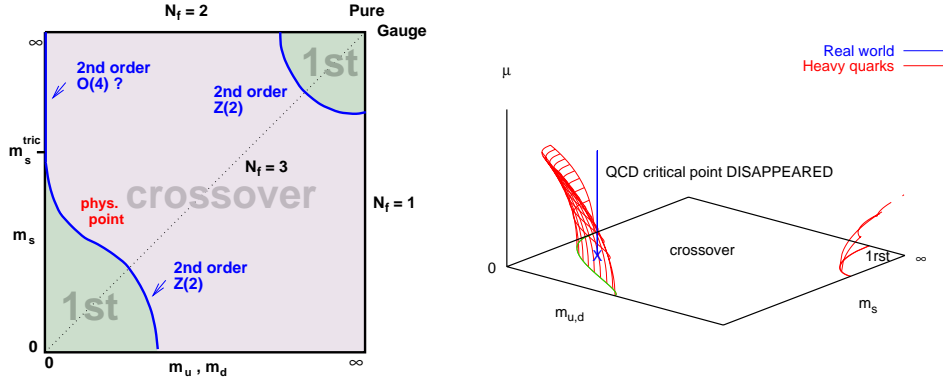 N_f = 2
Pure
Gauge
∞
1st
2nd order
O(4) ?
2nd order
Z(2)
m_s^tric
N_f = 3
crossover
phys.
point
N_f = 1
m_s
2nd order
Z(2)
1st
0
0
m_u , m_d
∞
Real world
Heavy quarks
μ
QCD critical point DISAPPEARED
crossover
1rst
0
∞
X
m_u,d
m_s